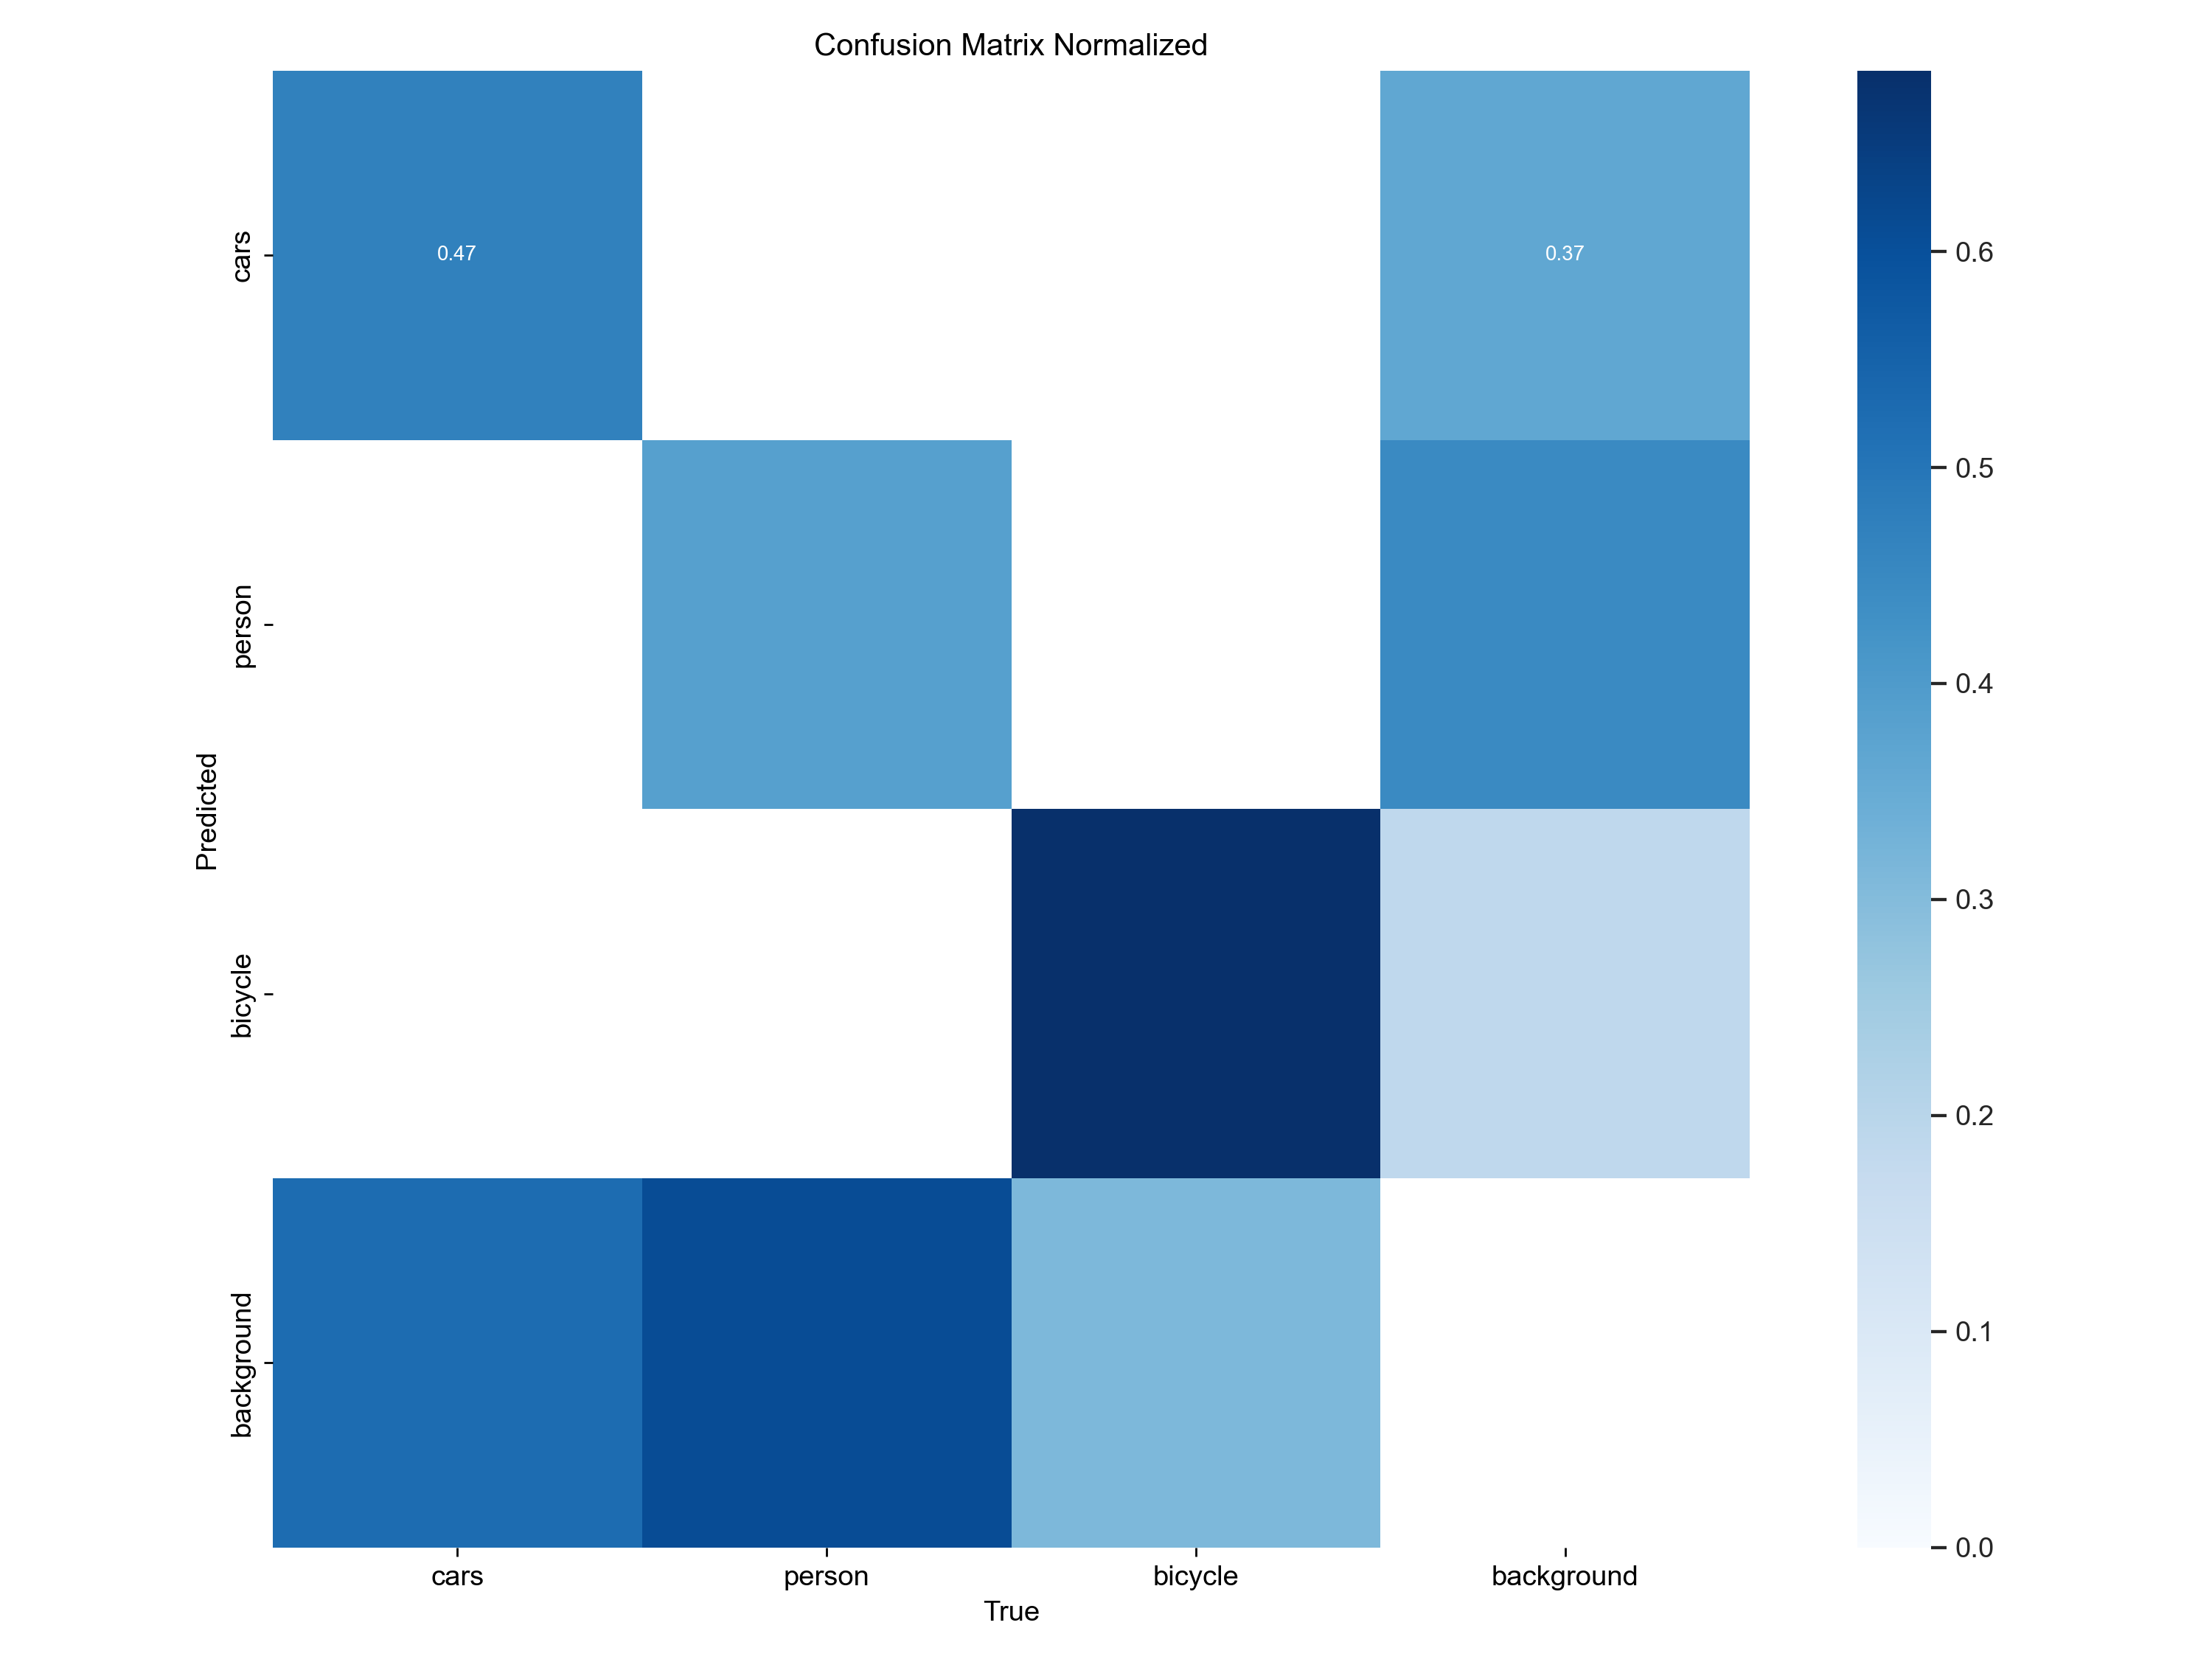 Confusion Matrix Normalized
cars
0.47
0.37
person
bicycle
background
Predicted
cars
person
bicycle
background
True
0.6
0.5
0.4
0.3
0.2
0.1
0.0